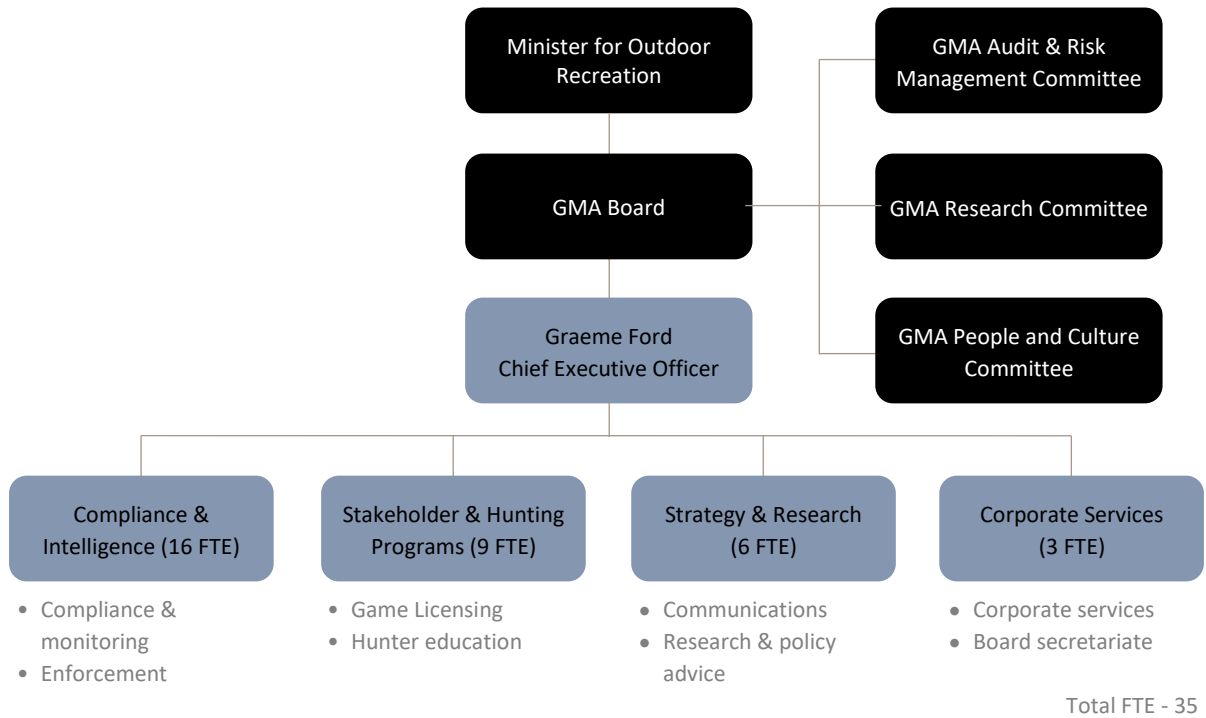 Minister for Outdoor
Recreation
GMA Audit & Risk
Management Committee
GMA Board
GMA Research Committee
Graeme Ford
Chief Executive Officer
GMA People and Culture
Committee
Compliance &
Intelligence (16 FTE)
• Compliance &
monitoring
• Enforcement
Stakeholder & Hunting
Programs (9 FTE)
• Game Licensing
• Hunter education
Strategy & Research
(6 FTE)
• Communications
• Research & policy
advice
Corporate Services
(3 FTE)
• Corporate services
• Board secretariate
Total FTE - 35